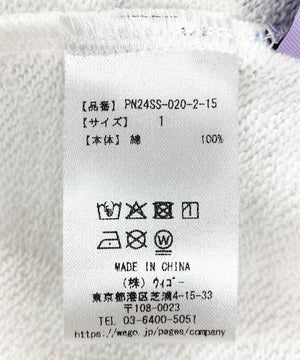 【品番】 PN24SS-020-2-15
【サイズ】 1
【本体】 綿 100%
MADE IN CHINA
(株) ウィゴー
東京都港区芝浦4-15-33
〒108-0023
TEL 03-6400-5051
https://wego.jp/pages/company